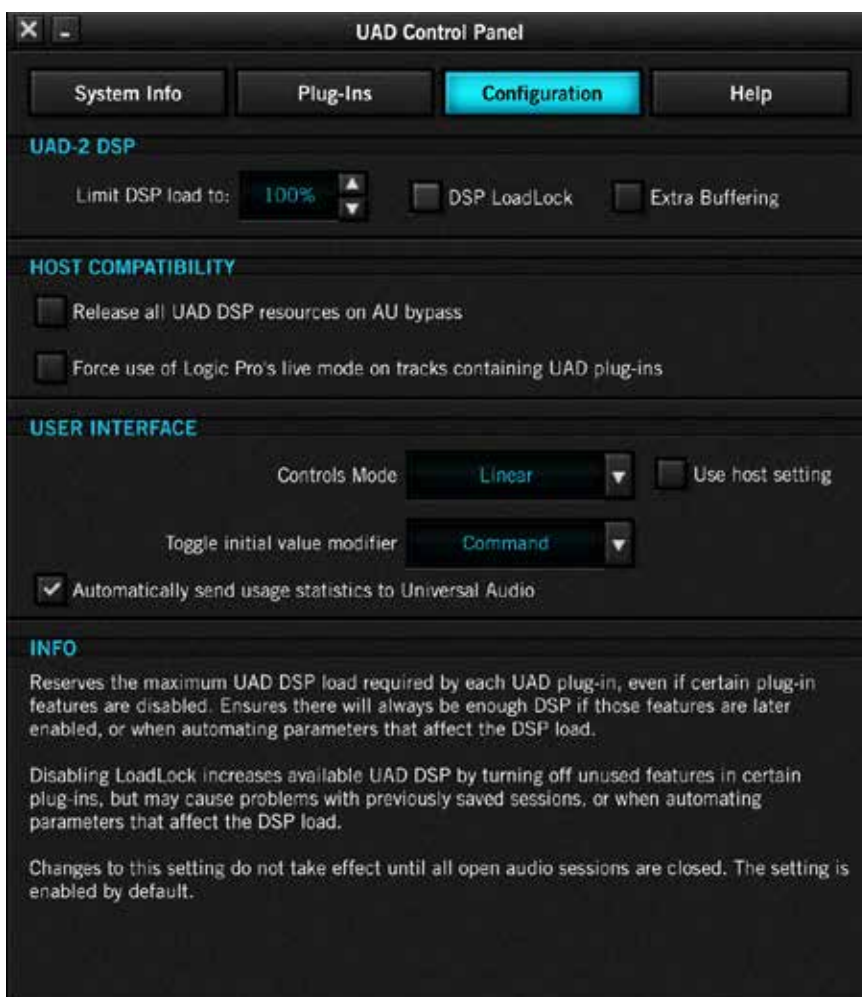 UAD Control Panel
System Info Plug-Ins Configuration Help
UAD-2 DSP
Limit DSP load to: 100% DSP LoadLock Extra Buffering
HOST COMPATIBILITY
Release all UAD DSP resources on AU bypass
Force use of Logic Pro's live mode on tracks containing UAD plug-ins
USER INTERFACE
Controls Mode Linear Use host setting
Toggle initial value modifier Command
Automatically send usage statistics to Universal Audio
INFO
Reserves the maximum UAD DSP load required by each UAD plug-in, even if certain plug-in
features are disabled. Ensures there will always be enough DSP if those features are later
enabled, or when automating parameters that affect the DSP load.
Disabling LoadLock increases available UAD DSP by turning off unused features in certain
plug-ins, but may cause problems with previously saved sessions, or when automating
parameters that affect the DSP load.
Changes to this setting do not take effect until all open audio sessions are closed. The setting is
enabled by default.